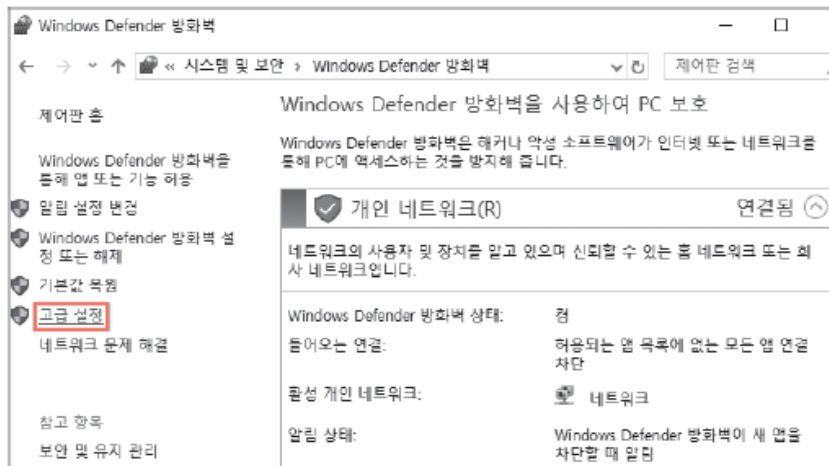 Windows Defender 방화벽
« 시스템 및 보안 › Windows Defender 방화벽
제어판 검색
제어판 홈
Windows Defender 방화벽을
통해 앱 또는 기능 허용
알림 설정 변경
Windows Defender 방화벽 설
정 또는 해제
기본값 복원
고급 설정
네트워크 문제 해결
참고 항목
보안 및 유지 관리
Windows Defender 방화벽을 사용하여 PC 보호
Windows Defender 방화벽은 해커나 악성 소프트웨어가 인터넷 또는 네트워크를
통해 PC에 액세스하는 것을 방지해 줍니다.
개인 네트워크(R)
연결됨
네트워크의 사용자 및 장치를 알고 있으며 신뢰할 수 있는 홈 네트워크 또는 회
사 네트워크입니다.
Windows Defender 방화벽 상태:
켬
들어오는 연결:
허용되는 앱 목록에 없는 모든 앱 연결
차단
활성 개인 네트워크:
네트워크
알림 상태:
Windows Defender 방화벽이 새 앱을
차단할 때 알림